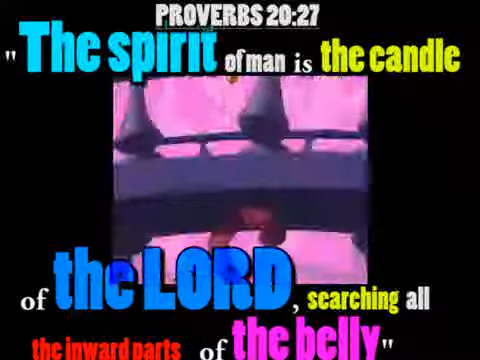 PROVERBS 20:27
"The spirit of man is the candle
of the LORD, searching all
the inward parts of the belly"